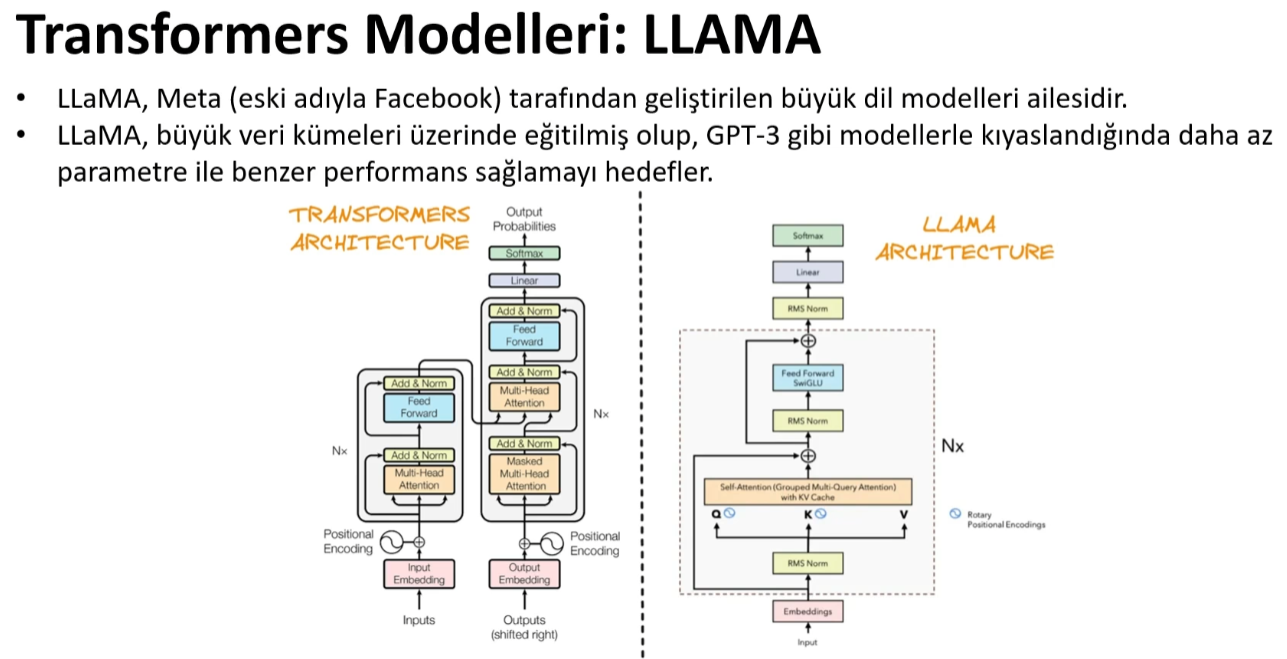 Transformers Modelleri: LLAMA
• LLaMA, Meta (eski adıyla Facebook) tarafından geliştirilen büyük dil modelleri ailesidir.
• LLaMA, büyük veri kümeleri üzerinde eğitilmiş olup, GPT-3 gibi modellerle kıyaslandığında daha az
parametre ile benzer performans sağlamayı hedefler.
TRANSFORMERS
ARCHITECTURE
Output
Probabilities
Softmax
Linear
Add & Norm
Feed
Forward
Add & Norm
Multi-Head
Attention
Nx
Add & Norm
Masked
Multi-Head
Attention
Add & Norm
Feed
Forward
Nx
Add & Norm
Multi-Head
Attention
Positional
Encoding
Positional
Encoding
Input
Embedding
Output
Embedding
Inputs
Outputs
(shifted right)
LLAMA
ARCHITECTURE
Softmax
Linear
RMS Norm
Feed Forward
SwiGLU
RMS Norm
Nx
Self-Attention (Grouped Multi-Query Attention)
with KV Cache
Q
K
V
Rotary
Positional Encodings
RMS Norm
Embeddings
Input